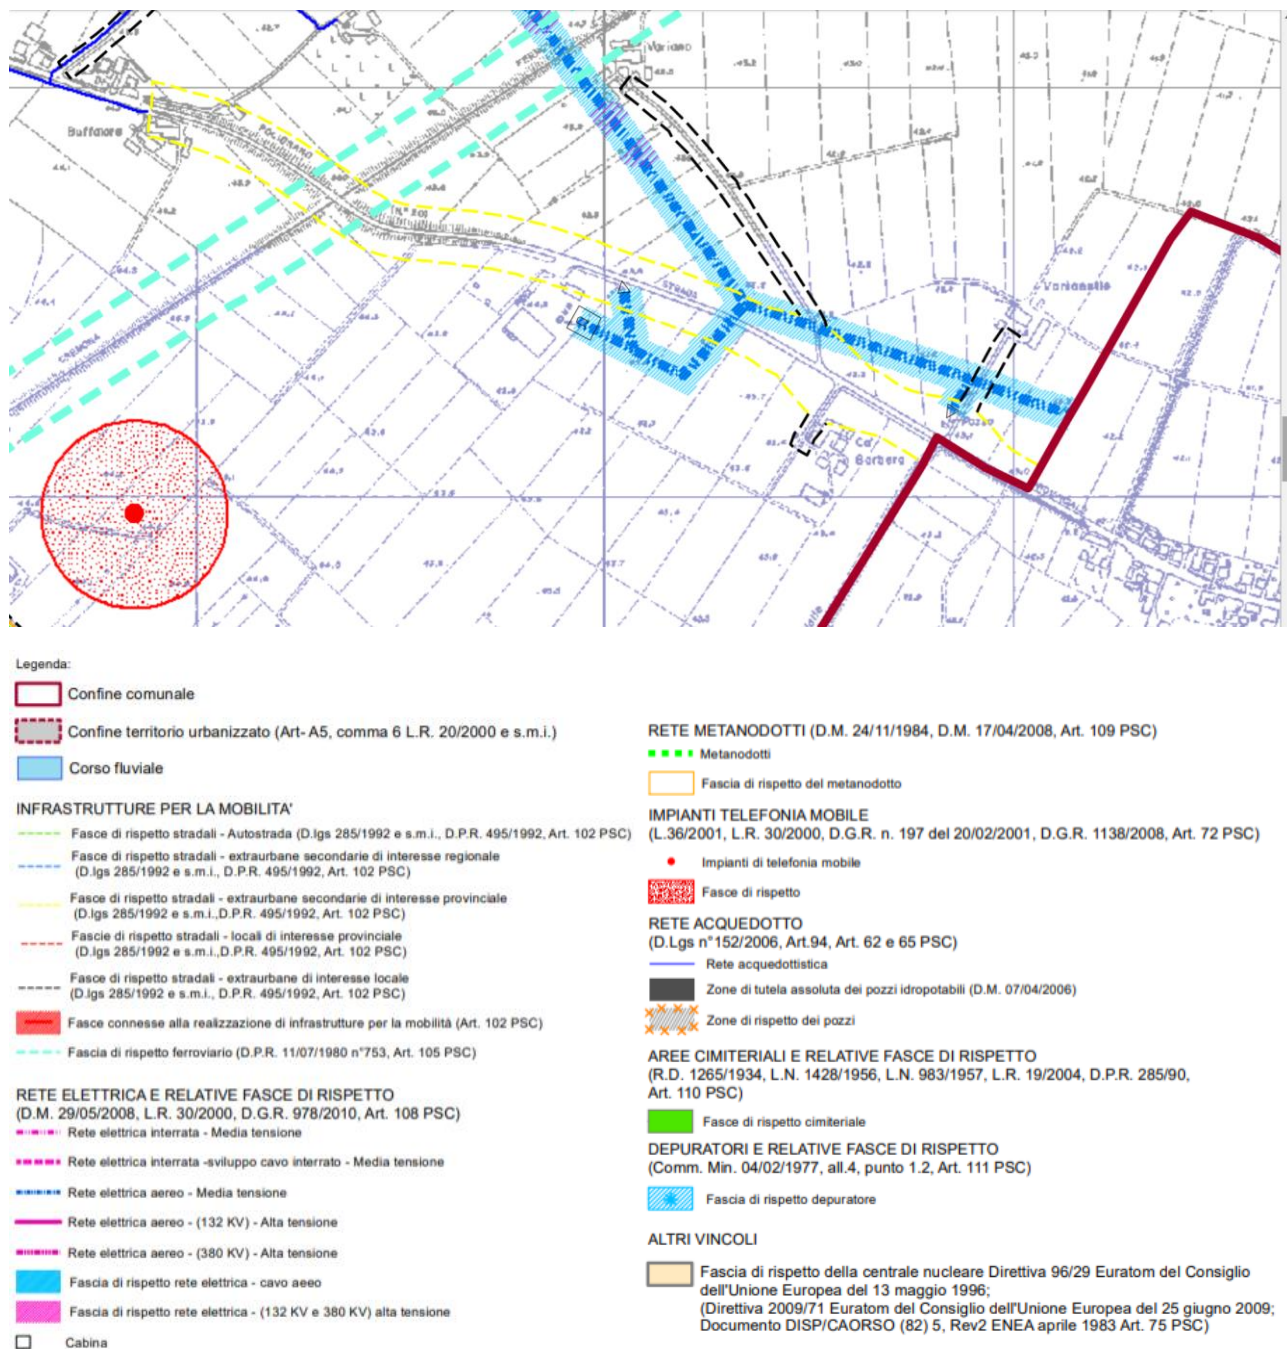 Variano
Buffalora
POLIGNANO
(N.° 20)
STRADA
CREMONA
Varianella
POZZO
Ca'
Barbera
Legenda:
Confine comunale
Confine territorio urbanizzato (Art- A5, comma 6 L.R. 20/2000 e s.m.i.)
Corso fluviale
INFRASTRUTTURE PER LA MOBILITA'
Fasce di rispetto stradali - Autostrada (D.lgs 285/1992 e s.m.i., D.P.R. 495/1992, Art. 102 PSC)
Fasce di rispetto stradali - extraurbane secondarie di interesse regionale
(D.lgs 285/1992 e s.m.i., D.P.R. 495/1992, Art. 102 PSC)
Fasce di rispetto stradali - extraurbane secondarie di interesse provinciale
(D.lgs 285/1992 e s.m.i.,D.P.R. 495/1992, Art. 102 PSC)
Fascie di rispetto stradali - locali di interesse provinciale
(D.lgs 285/1992 e s.m.i.,D.P.R. 495/1992, Art. 102 PSC)
Fasce di rispetto stradali - extraurbane di interesse locale
(D.lgs 285/1992 e s.m.i., D.P.R. 495/1992, Art. 102 PSC)
Fasce connesse alla realizzazione di infrastrutture per la mobilità (Art. 102 PSC)
Fascia di rispetto ferroviario (D.P.R. 11/07/1980 n°753, Art. 105 PSC)
RETE ELETTRICA E RELATIVE FASCE DI RISPETTO
(D.M. 29/05/2008, L.R. 30/2000, D.G.R. 978/2010, Art. 108 PSC)
Rete elettrica interrata - Media tensione
Rete elettrica interrata -sviluppo cavo interrato - Media tensione
Rete elettrica aereo - Media tensione
Rete elettrica aereo - (132 KV) - Alta tensione
Rete elettrica aereo - (380 KV) - Alta tensione
Fascia di rispetto rete elettrica - cavo aeeo
Fascia di rispetto rete elettrica - (132 KV e 380 KV) alta tensione
Cabina
RETE METANODOTTI (D.M. 24/11/1984, D.M. 17/04/2008, Art. 109 PSC)
Metanodotti
Fascia di rispetto del metanodotto
IMPIANTI TELEFONIA MOBILE
(L.36/2001, L.R. 30/2000, D.G.R. n. 197 del 20/02/2001, D.G.R. 1138/2008, Art. 72 PSC)
Impianti di telefonia mobile
Fasce di rispetto
RETE ACQUEDOTTO
(D.Lgs n°152/2006, Art.94, Art. 62 e 65 PSC)
Rete acquedottistica
Zone di tutela assoluta dei pozzi idropotabili (D.M. 07/04/2006)
Zone di rispetto dei pozzi
AREE CIMITERIALI E RELATIVE FASCE DI RISPETTO
(R.D. 1265/1934, L.N. 1428/1956, L.N. 983/1957, L.R. 19/2004, D.P.R. 285/90,
Art. 110 PSC)
Fasce di rispetto cimiteriale
DEPURATORI E RELATIVE FASCE DI RISPETTO
(Comm. Min. 04/02/1977, all.4, punto 1.2, Art. 111 PSC)
Fascia di rispetto depuratore
ALTRI VINCOLI
Fascia di rispetto della centrale nucleare Direttiva 96/29 Euratom del Consiglio
dell'Unione Europea del 13 maggio 1996;
(Direttiva 2009/71 Euratom del Consiglio dell'Unione Europea del 25 giugno 2009;
Documento DISP/CAORSO (82) 5, Rev2 ENEA aprile 1983 Art. 75 PSC)